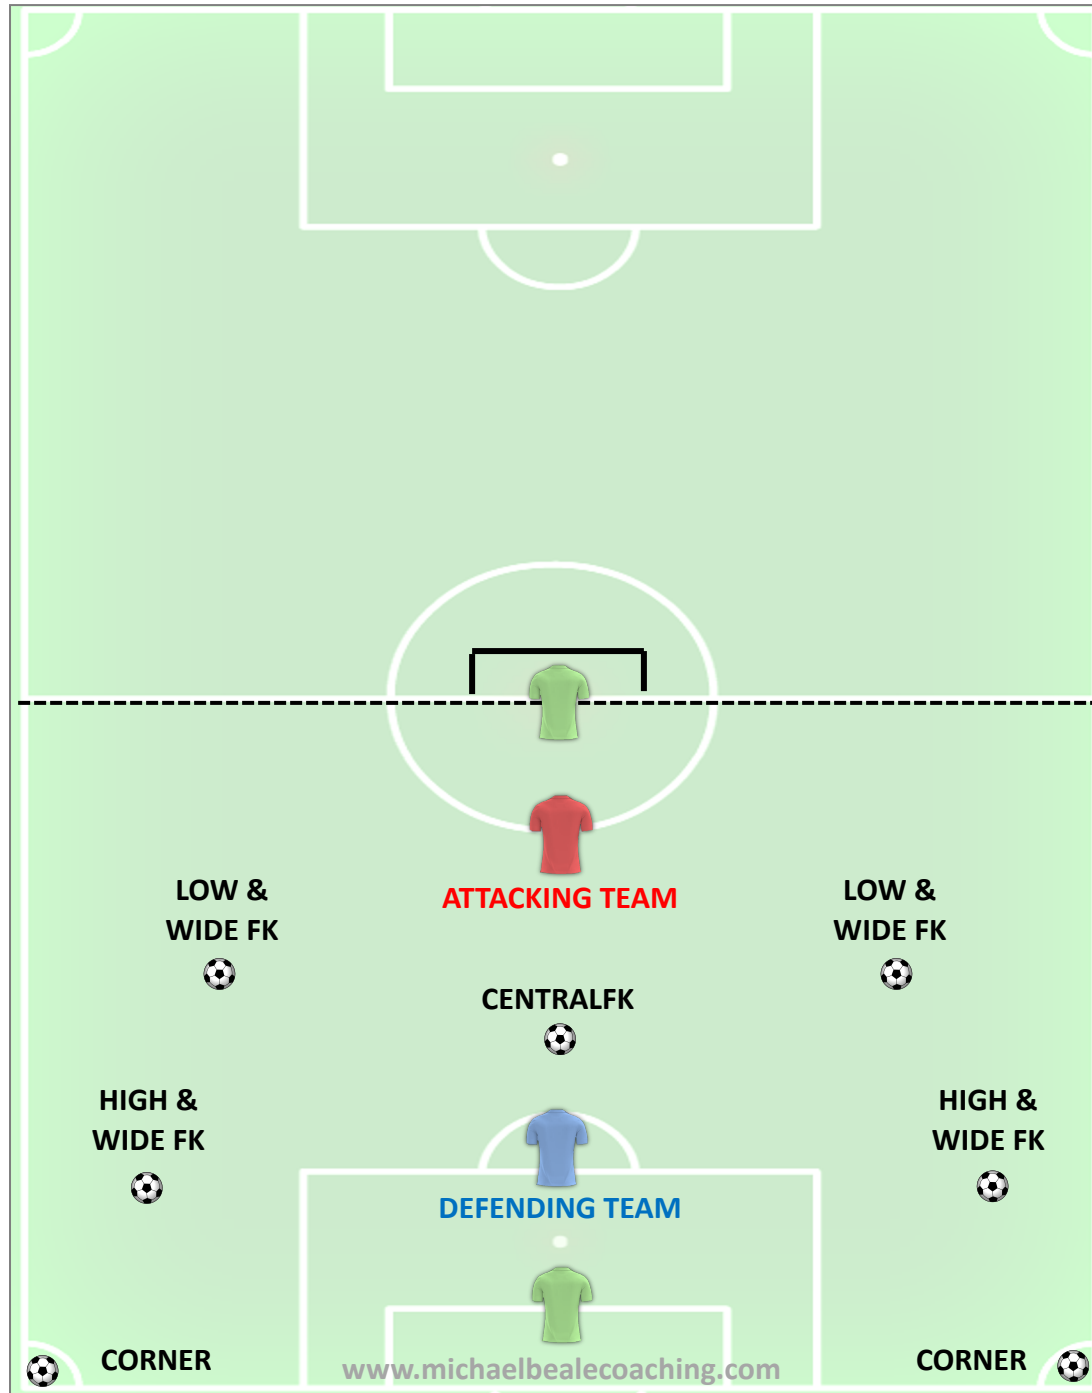 LOW &
WIDE FK
ATTACKING TEAM
LOW &
WIDE FK
CENTRALFK
HIGH &
WIDE FK
HIGH &
WIDE FK
DEFENDING TEAM
CORNER
www.michaelbealecoaching.com
CORNER